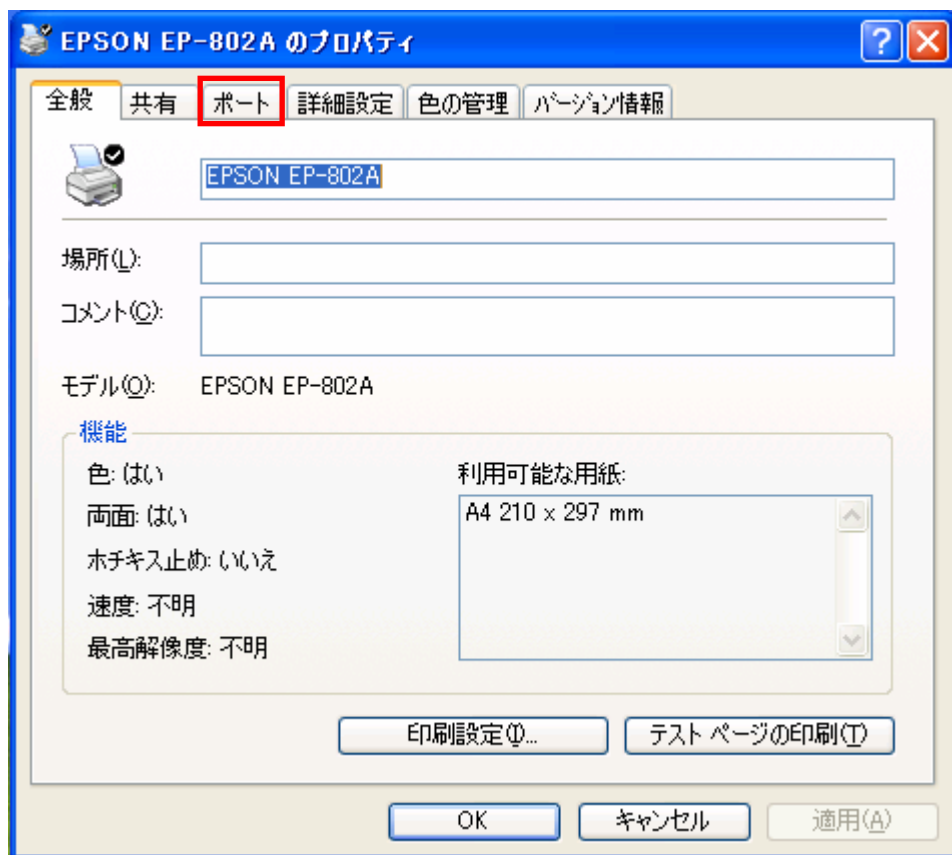 EPSON EP-802A のプロパティ
全般 共有 ポート 詳細設定 色の管理 バージョン情報
EPSON EP-802A
場所(L):
コメント(C):
モデル(O): EPSON EP-802A
機能
色: はい 利用可能な用紙:
両面: はい A4 210 x 297 mm
ホチキス止め: いいえ
速度: 不明
最高解像度: 不明
印刷設定(I)... テスト ページの印刷(T)
OK キャンセル 適用(A)